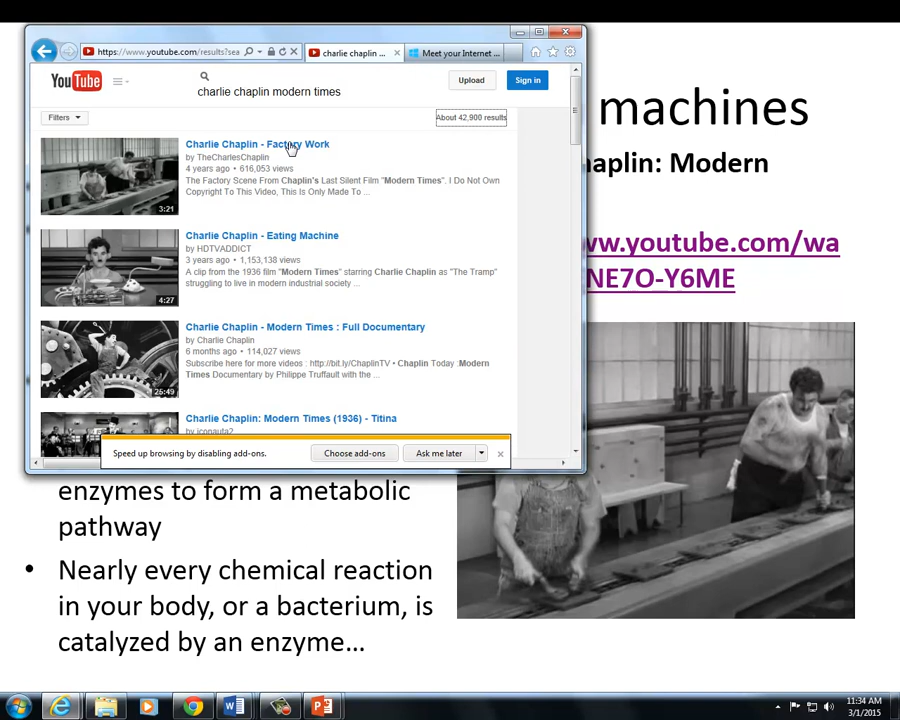 https://www.youtube.com/results?sea
charlie chaplin ...
Meet your Internet ...
YouTube
charlie chaplin modern times
Upload
Sign in
Filters
About 42,900 results
Charlie Chaplin - Factory Work
by TheCharlesChaplin
4 years ago • 616,053 views
The Factory Scene From Chaplin's Last Silent Film "Modern Times". I Do Not Own
Copyright To This Video, This Is Only Made To ...
3:21
Charlie Chaplin - Eating Machine
by HDTVADDICT
3 years ago • 1,153,138 views
A clip from the 1936 film "Modern Times" starring Charlie Chaplin as "The Tramp"
struggling to live in modern industrial society ...
4:27
Charlie Chaplin - Modern Times : Full Documentary
by Charlie Chaplin
6 months ago • 114,027 views
Subscribe here for more videos : http://bit.ly/ChaplinTV • Chaplin Today :Modern
Times Documentary by Philippe Truffault with the ...
25:49
Charlie Chaplin: Modern Times (1936) - Titina
by iconauta2
Speed up browsing by disabling add-ons.
Choose add-ons
Ask me later
machines
haplin: Modern
ww.youtube.com/wa
NE7O-Y6ME
enzymes to form a metabolic
pathway
• Nearly every chemical reaction
in your body, or a bacterium, is
catalyzed by an enzyme…
11:34 AM
3/1/2015